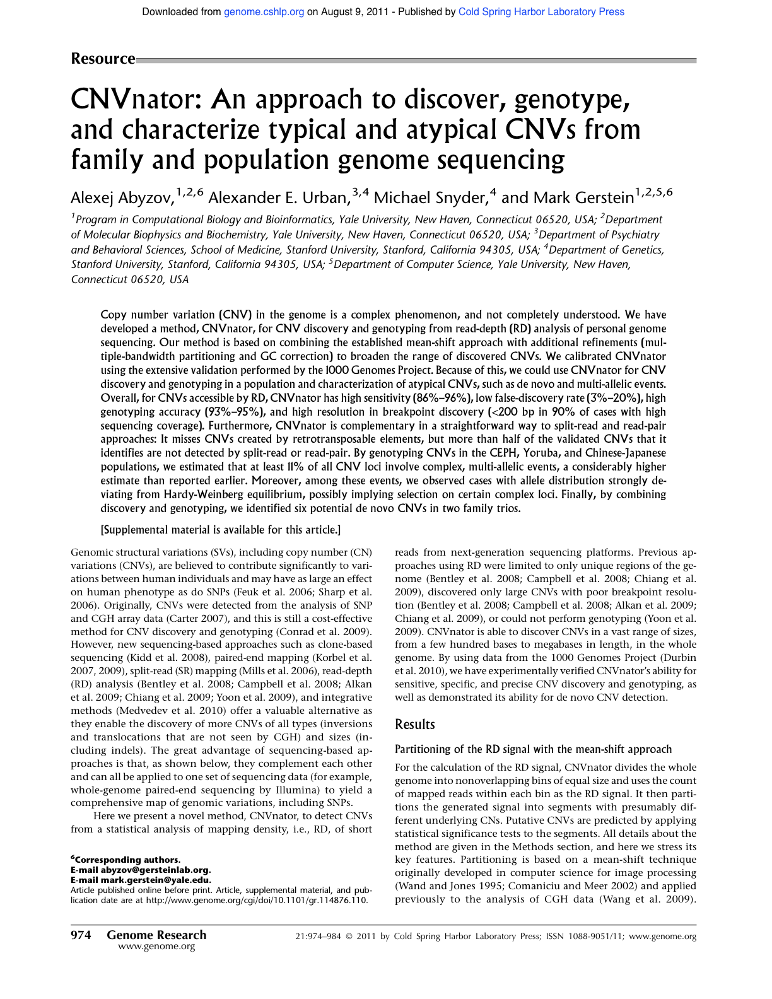 Downloaded from genome.cshlp.org on August 9, 2011 - Published by Cold Spring Harbor Laboratory Press
Resource
CNVnator: An approach to discover, genotype,
and characterize typical and atypical CNVs from
family and population genome sequencing
Alexej Abyzov,1,2,6 Alexander E. Urban,3,4 Michael Snyder,4 and Mark Gerstein1,2,5,6
1Program in Computational Biology and Bioinformatics, Yale University, New Haven, Connecticut 06520, USA; 2Department
of Molecular Biophysics and Biochemistry, Yale University, New Haven, Connecticut 06520, USA; 3Department of Psychiatry
and Behavioral Sciences, School of Medicine, Stanford University, Stanford, California 94305, USA; 4Department of Genetics,
Stanford University, Stanford, California 94305, USA; 5Department of Computer Science, Yale University, New Haven,
Connecticut 06520, USA
Copy number variation (CNV) in the genome is a complex phenomenon, and not completely understood. We have
developed a method, CNVnator, for CNV discovery and genotyping from read-depth (RD) analysis of personal genome
sequencing. Our method is based on combining the established mean-shift approach with additional refinements (mul-
tiple-bandwidth partitioning and GC correction) to broaden the range of discovered CNVs. We calibrated CNVnator
using the extensive validation performed by the 1000 Genomes Project. Because of this, we could use CNVnator for CNV
discovery and genotyping in a population and characterization of atypical CNVs, such as de novo and multi-allelic events.
Overall, for CNVs accessible by RD, CNVnator has high sensitivity (86%–96%), low false-discovery rate (3%–20%), high
genotyping accuracy (93%–95%), and high resolution in breakpoint discovery (<200 bp in 90% of cases with high
sequencing coverage). Furthermore, CNVnator is complementary in a straightforward way to split-read and read-pair
approaches: It misses CNVs created by retrotransposable elements, but more than half of the validated CNVs that it
identifies are not detected by split-read or read-pair. By genotyping CNVs in the CEPH, Yoruba, and Chinese-Japanese
populations, we estimated that at least 11% of all CNV loci involve complex, multi-allelic events, a considerably higher
estimate than reported earlier. Moreover, among these events, we observed cases with allele distribution strongly de-
viating from Hardy-Weinberg equilibrium, possibly implying selection on certain complex loci. Finally, by combining
discovery and genotyping, we identified six potential de novo CNVs in two family trios.
[Supplemental material is available for this article.]
Genomic structural variations (SVs), including copy number (CN)
variations (CNVs), are believed to contribute significantly to vari-
ations between human individuals and may have as large an effect
on human phenotype as do SNPs (Feuk et al. 2006; Sharp et al.
2006). Originally, CNVs were detected from the analysis of SNP
and CGH array data (Carter 2007), and this is still a cost-effective
method for CNV discovery and genotyping (Conrad et al. 2009).
However, new sequencing-based approaches such as clone-based
sequencing (Kidd et al. 2008), paired-end mapping (Korbel et al.
2007, 2009), split-read (SR) mapping (Mills et al. 2006), read-depth
(RD) analysis (Bentley et al. 2008; Campbell et al. 2008; Alkan
et al. 2009; Chiang et al. 2009; Yoon et al. 2009), and integrative
methods (Medvedev et al. 2010) offer a valuable alternative as
they enable the discovery of more CNVs of all types (inversions
and translocations that are not seen by CGH) and sizes (in-
cluding indels). The great advantage of sequencing-based ap-
proaches is that, as shown below, they complement each other
and can all be applied to one set of sequencing data (for example,
whole-genome paired-end sequencing by Illumina) to yield a
comprehensive map of genomic variations, including SNPs.
Here we present a novel method, CNVnator, to detect CNVs
from a statistical analysis of mapping density, i.e., RD, of short
6Corresponding authors.
E-mail abyzov@gersteinlab.org.
E-mail mark.gerstein@yale.edu.
Article published online before print. Article, supplemental material, and pub-
lication date are at http://www.genome.org/cgi/doi/10.1101/gr.114876.110.
reads from next-generation sequencing platforms. Previous ap-
proaches using RD were limited to only unique regions of the ge-
nome (Bentley et al. 2008; Campbell et al. 2008; Chiang et al.
2009), discovered only large CNVs with poor breakpoint resolu-
tion (Bentley et al. 2008; Campbell et al. 2008; Alkan et al. 2009;
Chiang et al. 2009), or could not perform genotyping (Yoon et al.
2009). CNVnator is able to discover CNVs in a vast range of sizes,
from a few hundred bases to megabases in length, in the whole
genome. By using data from the 1000 Genomes Project (Durbin
et al. 2010), we have experimentally verified CNVnator's ability for
sensitive, specific, and precise CNV discovery and genotyping, as
well as demonstrated its ability for de novo CNV detection.
Results
Partitioning of the RD signal with the mean-shift approach
For the calculation of the RD signal, CNVnator divides the whole
genome into nonoverlapping bins of equal size and uses the count
of mapped reads within each bin as the RD signal. It then parti-
tions the generated signal into segments with presumably dif-
ferent underlying CNs. Putative CNVs are predicted by applying
statistical significance tests to the segments. All details about the
method are given in the Methods section, and here we stress its
key features. Partitioning is based on a mean-shift technique
originally developed in computer science for image processing
(Wand and Jones 1995; Comaniciu and Meer 2002) and applied
previously to the analysis of CGH data (Wang et al. 2009).
974 Genome Research
www.genome.org
21:974–984 © 2011 by Cold Spring Harbor Laboratory Press; ISSN 1088-9051/11; www.genome.org